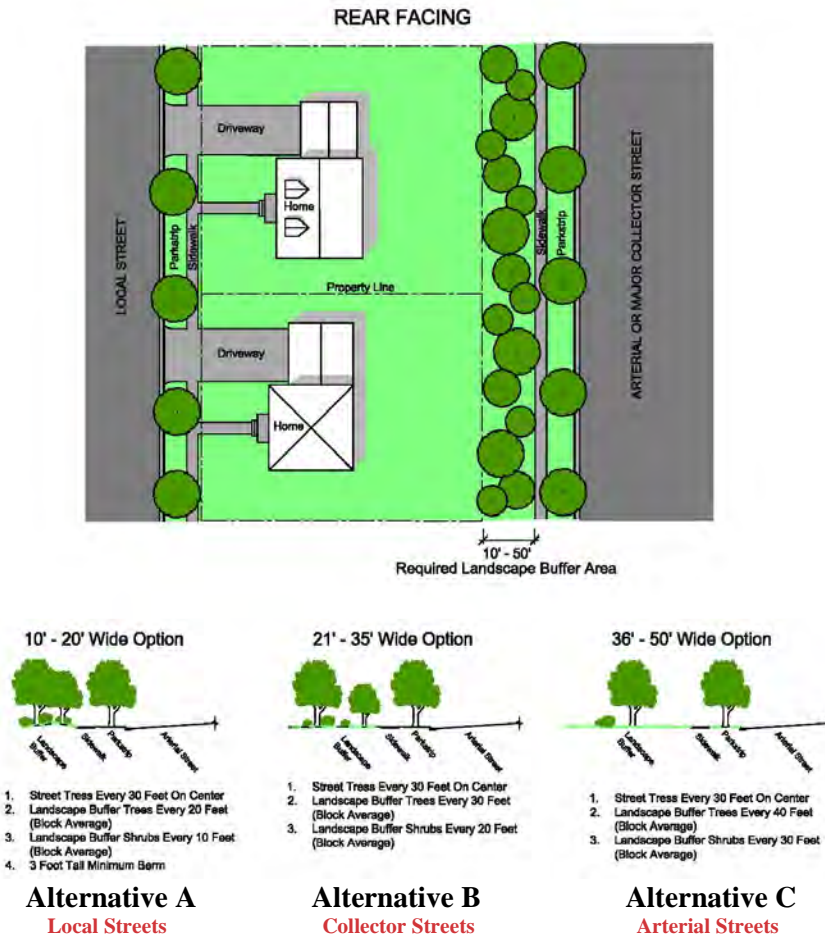 REAR FACING
Driveway
Home
LOCAL STREET
Parkstrip
Sidewalk
Property Line
Driveway
Home
Sidewalk
Parkstrip
ARTERIAL OR MAJOR COLLECTOR STREET
10' - 50'
Required Landscape Buffer Area
10' - 20' Wide Option
Landscape
Buffer
Sidewalk
Parkstrip
Arterial Street
1. Street Tress Every 30 Feet On Center
2. Landscape Buffer Trees Every 20 Feet
(Block Average)
3. Landscape Buffer Shrubs Every 10 Feet
(Block Average)
4. 3 Foot Tall Minimum Berm
Alternative A
Local Streets
21' - 35' Wide Option
Landscape
Buffer
Sidewalk
Parkstrip
Arterial Street
1. Street Tress Every 30 Feet On Center
2. Landscape Buffer Trees Every 30 Feet
(Block Average)
3. Landscape Buffer Shrubs Every 20 Feet
(Block Average)
Alternative B
Collector Streets
36' - 50' Wide Option
Landscape
Buffer
Sidewalk
Parkstrip
Arterial Street
1. Street Tress Every 30 Feet On Center
2. Landscape Buffer Trees Every 40 Feet
(Block Average)
3. Landscape Buffer Shrubs Every 30 Feet
(Block Average)
Alternative C
Arterial Streets